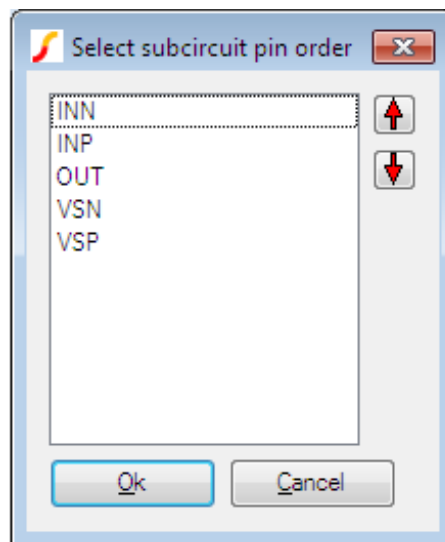 Select subcircuit pin order
INN
INP
OUT
VSN
VSP
Ok
Cancel